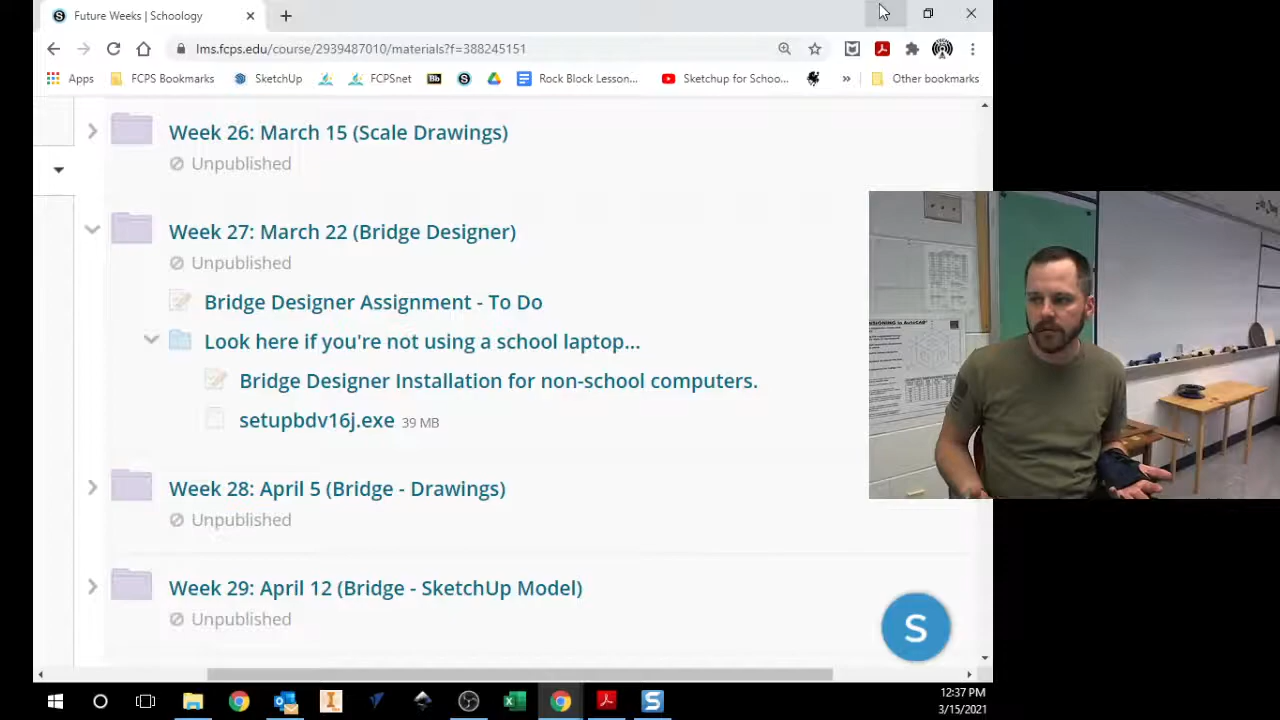 Future Weeks | Schoology
lms.fcps.edu/course/2939487010/materials?f=388245151
Apps
FCPS Bookmarks
SketchUp
FCPSnet
Bb
Rock Block Lesson...
Sketchup for Schoo...
»
Other bookmarks
Week 26: March 15 (Scale Drawings)
Unpublished
Week 27: March 22 (Bridge Designer)
Unpublished
Bridge Designer Assignment - To Do
Look here if you're not using a school laptop...
Bridge Designer Installation for non-school computers.
setupbdv16j.exe 39 MB
Week 28: April 5 (Bridge - Drawings)
Unpublished
Week 29: April 12 (Bridge - SketchUp Model)
Unpublished
S
12:37 PM
3/15/2021